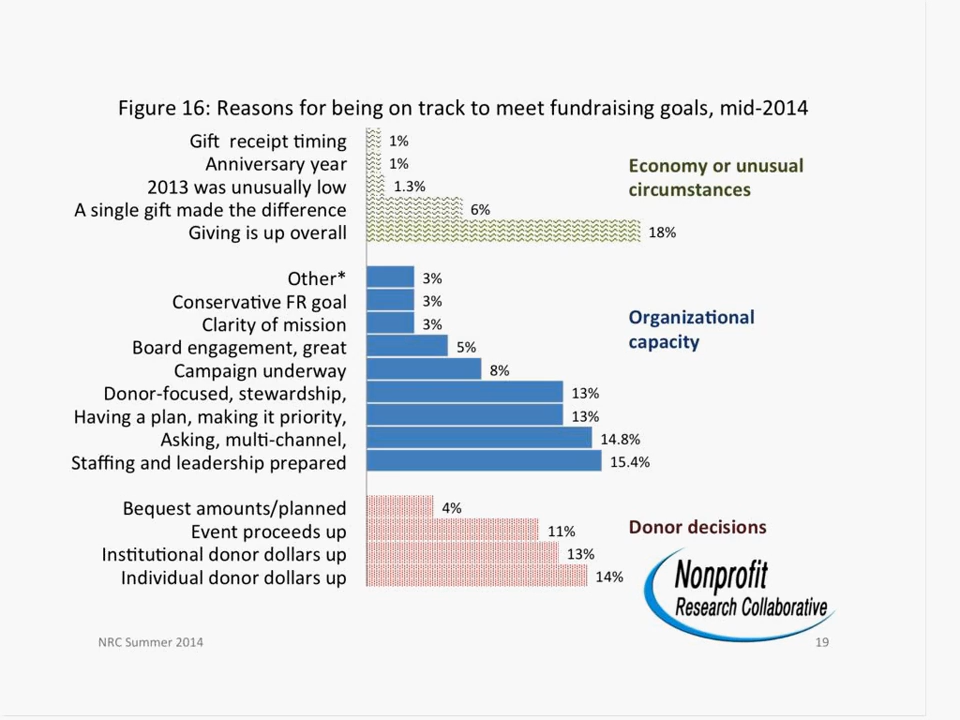 Figure 16: Reasons for being on track to meet fundraising goals, mid-2014
Gift receipt timing 1%
Anniversary year 1%
2013 was unusually low 1.3%
A single gift made the difference 6%
Giving is up overall 18%
Economy or unusual
circumstances
Other* 3%
Conservative FR goal 3%
Clarity of mission 3%
Board engagement, great 5%
Campaign underway 8%
Donor-focused, stewardship, 13%
Having a plan, making it priority, 13%
Asking, multi-channel, 14.8%
Staffing and leadership prepared 15.4%
Organizational
capacity
Bequest amounts/planned 4%
Event proceeds up 11%
Institutional donor dollars up 13%
Individual donor dollars up 14%
Donor decisions
Nonprofit
Research Collaborative
NRC Summer 2014
19